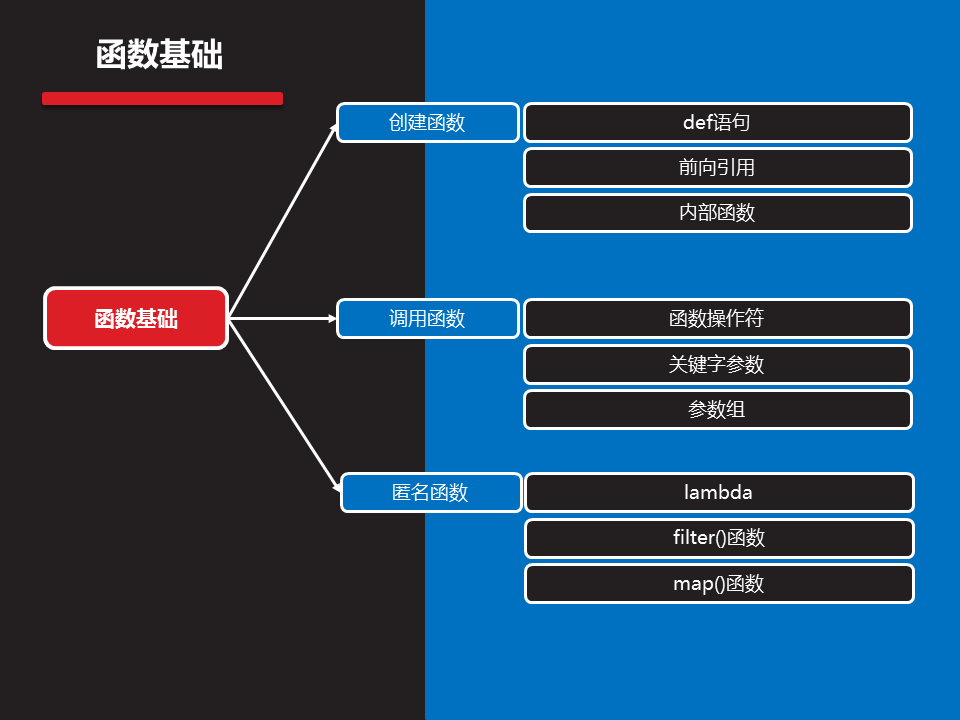 函数基础
创建函数
def语句
前向引用
内部函数
函数基础
调用函数
函数操作符
关键字参数
参数组
匿名函数
lambda
filter()函数
map()函数